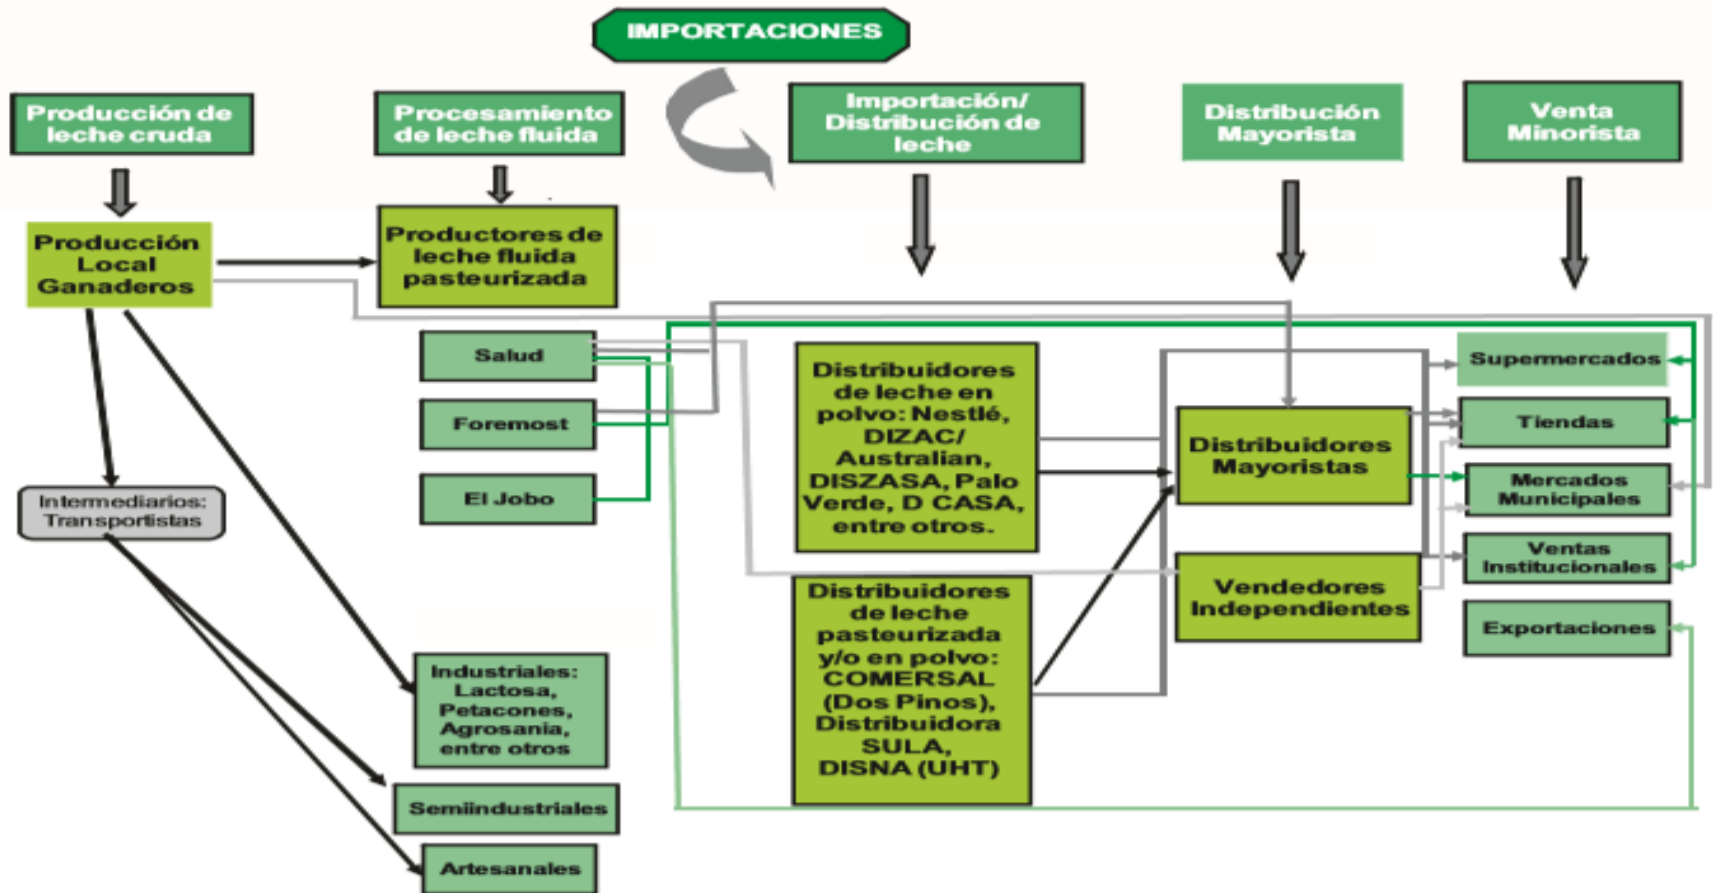 IMPORTACIONES
Producción de
leche cruda
Procesamiento
de leche fluida
Importación/
Distribución de
leche
Distribución
Mayorista
Venta
Minorista
Producción
Local
Ganaderos
Productores de
leche fluida
pasteurizada
Salud
Foremost
El Jobo
Intermediarios:
Transportistas
Industriales:
Lactosa,
Petacones,
Agrosania,
entre otros
Semiindustriales
Artesanales
Distribuidores
de leche en
polvo: Nestlé,
DIZAC/
Australian,
DISZASA, Palo
Verde, D CASA,
entre otros.
Distribuidores
de leche
pasteurizada
y/o en polvo:
COMERSAL
(Dos Pinos),
Distribuidora
SULA,
DISNA (UHT)
Distribuidores
Mayoristas
Vendedores
Independientes
Supermercados
Tiendas
Mercados
Municipales
Ventas
Institucionales
Exportaciones